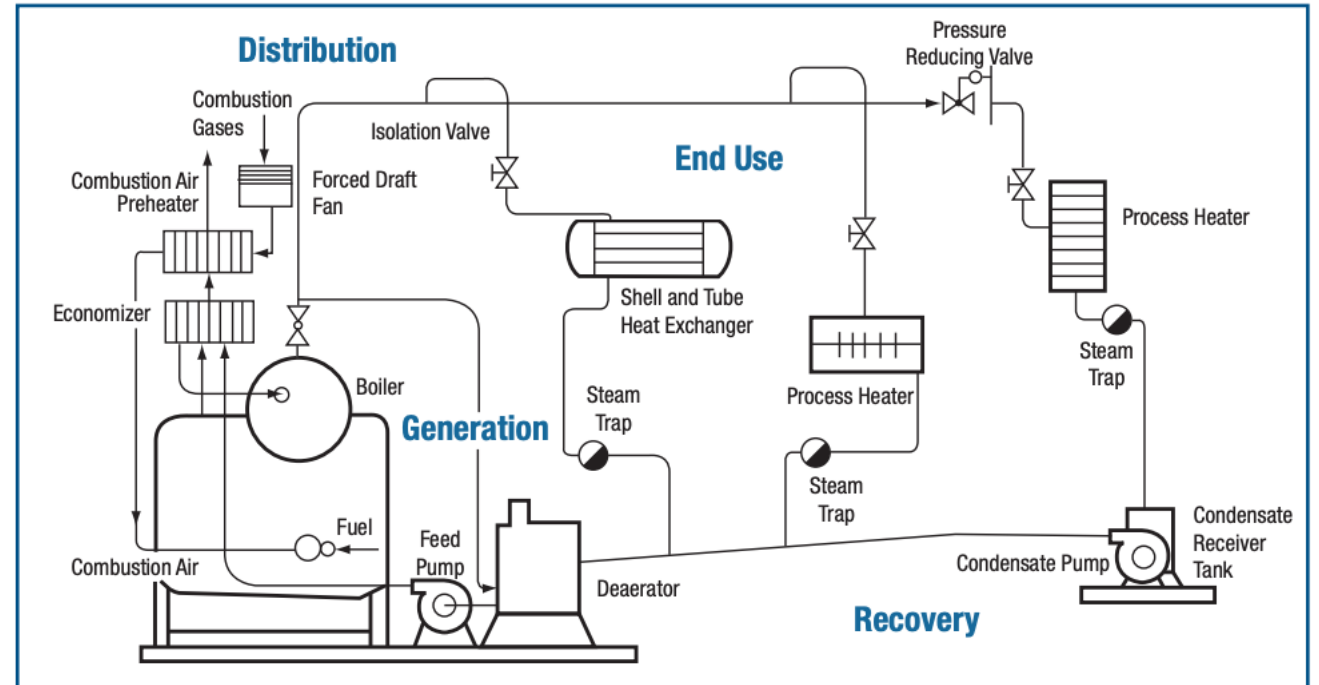 Distribution
Pressure
Reducing Valve
Combustion
Gases
Isolation Valve
End Use
Combustion Air
Preheater
Forced Draft
Fan
Process Heater
Economizer
Shell and Tube
Heat Exchanger
Steam
Trap
Boiler
Process Heater
Steam
Trap
Generation
Steam
Trap
Fuel
Feed
Pump
Condensate
Receiver
Tank
Combustion Air
Condensate Pump
Deaerator
Recovery